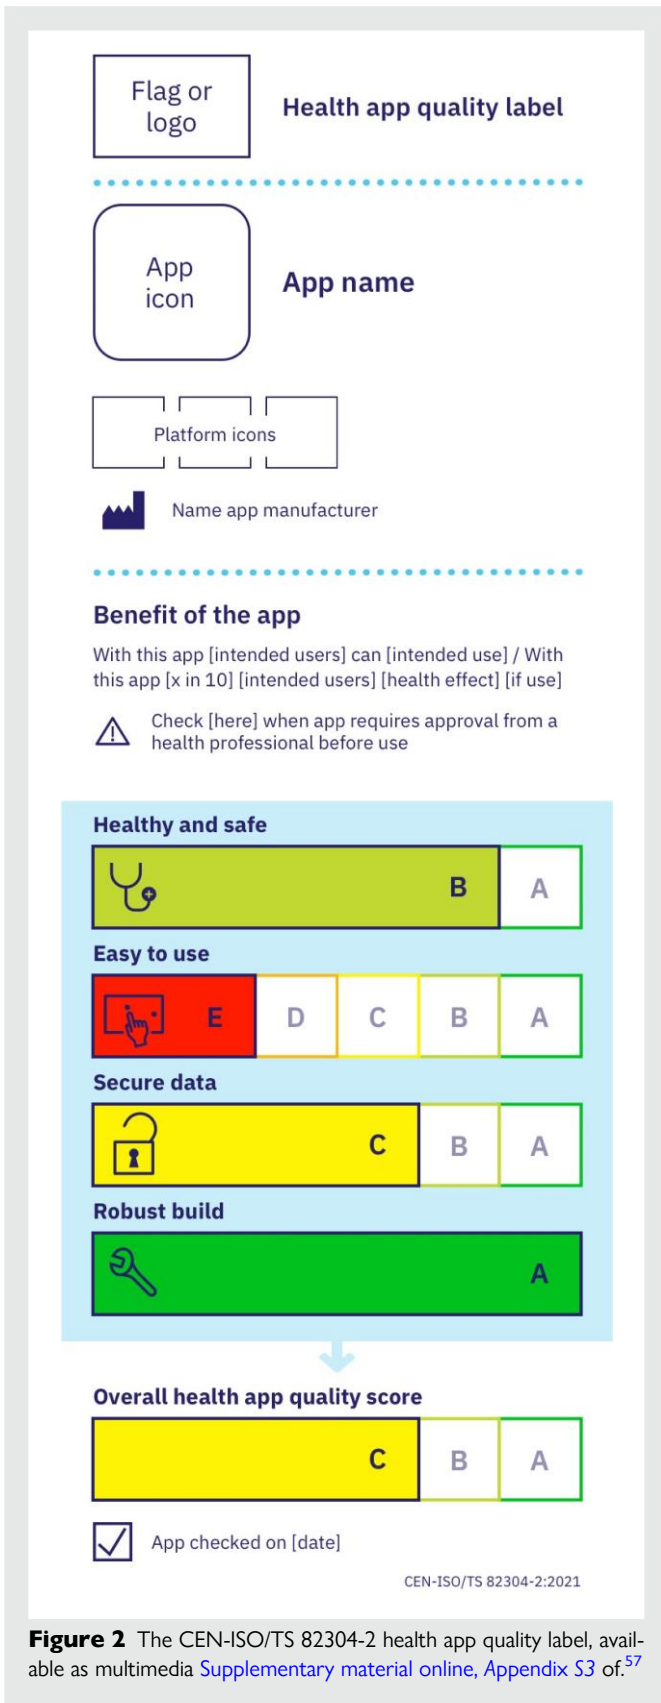 Flag or
logo
Health app quality label
App
icon
App name
Platform icons
Name app manufacturer
Benefit of the app
With this app [intended users] can [intended use] / With
this app [x in 10] [intended users] [health effect] [if use]
Check [here] when app requires approval from a
health professional before use
Healthy and safe
B A
Easy to use
E D C B A
Secure data
C B A
Robust build
A
Overall health app quality score
C B A
App checked on [date]
CEN-ISO/TS 82304-2:2021
Figure 2 The CEN-ISO/TS 82304-2 health app quality label, avail-
able as multimedia Supplementary material online, Appendix S3 of.57